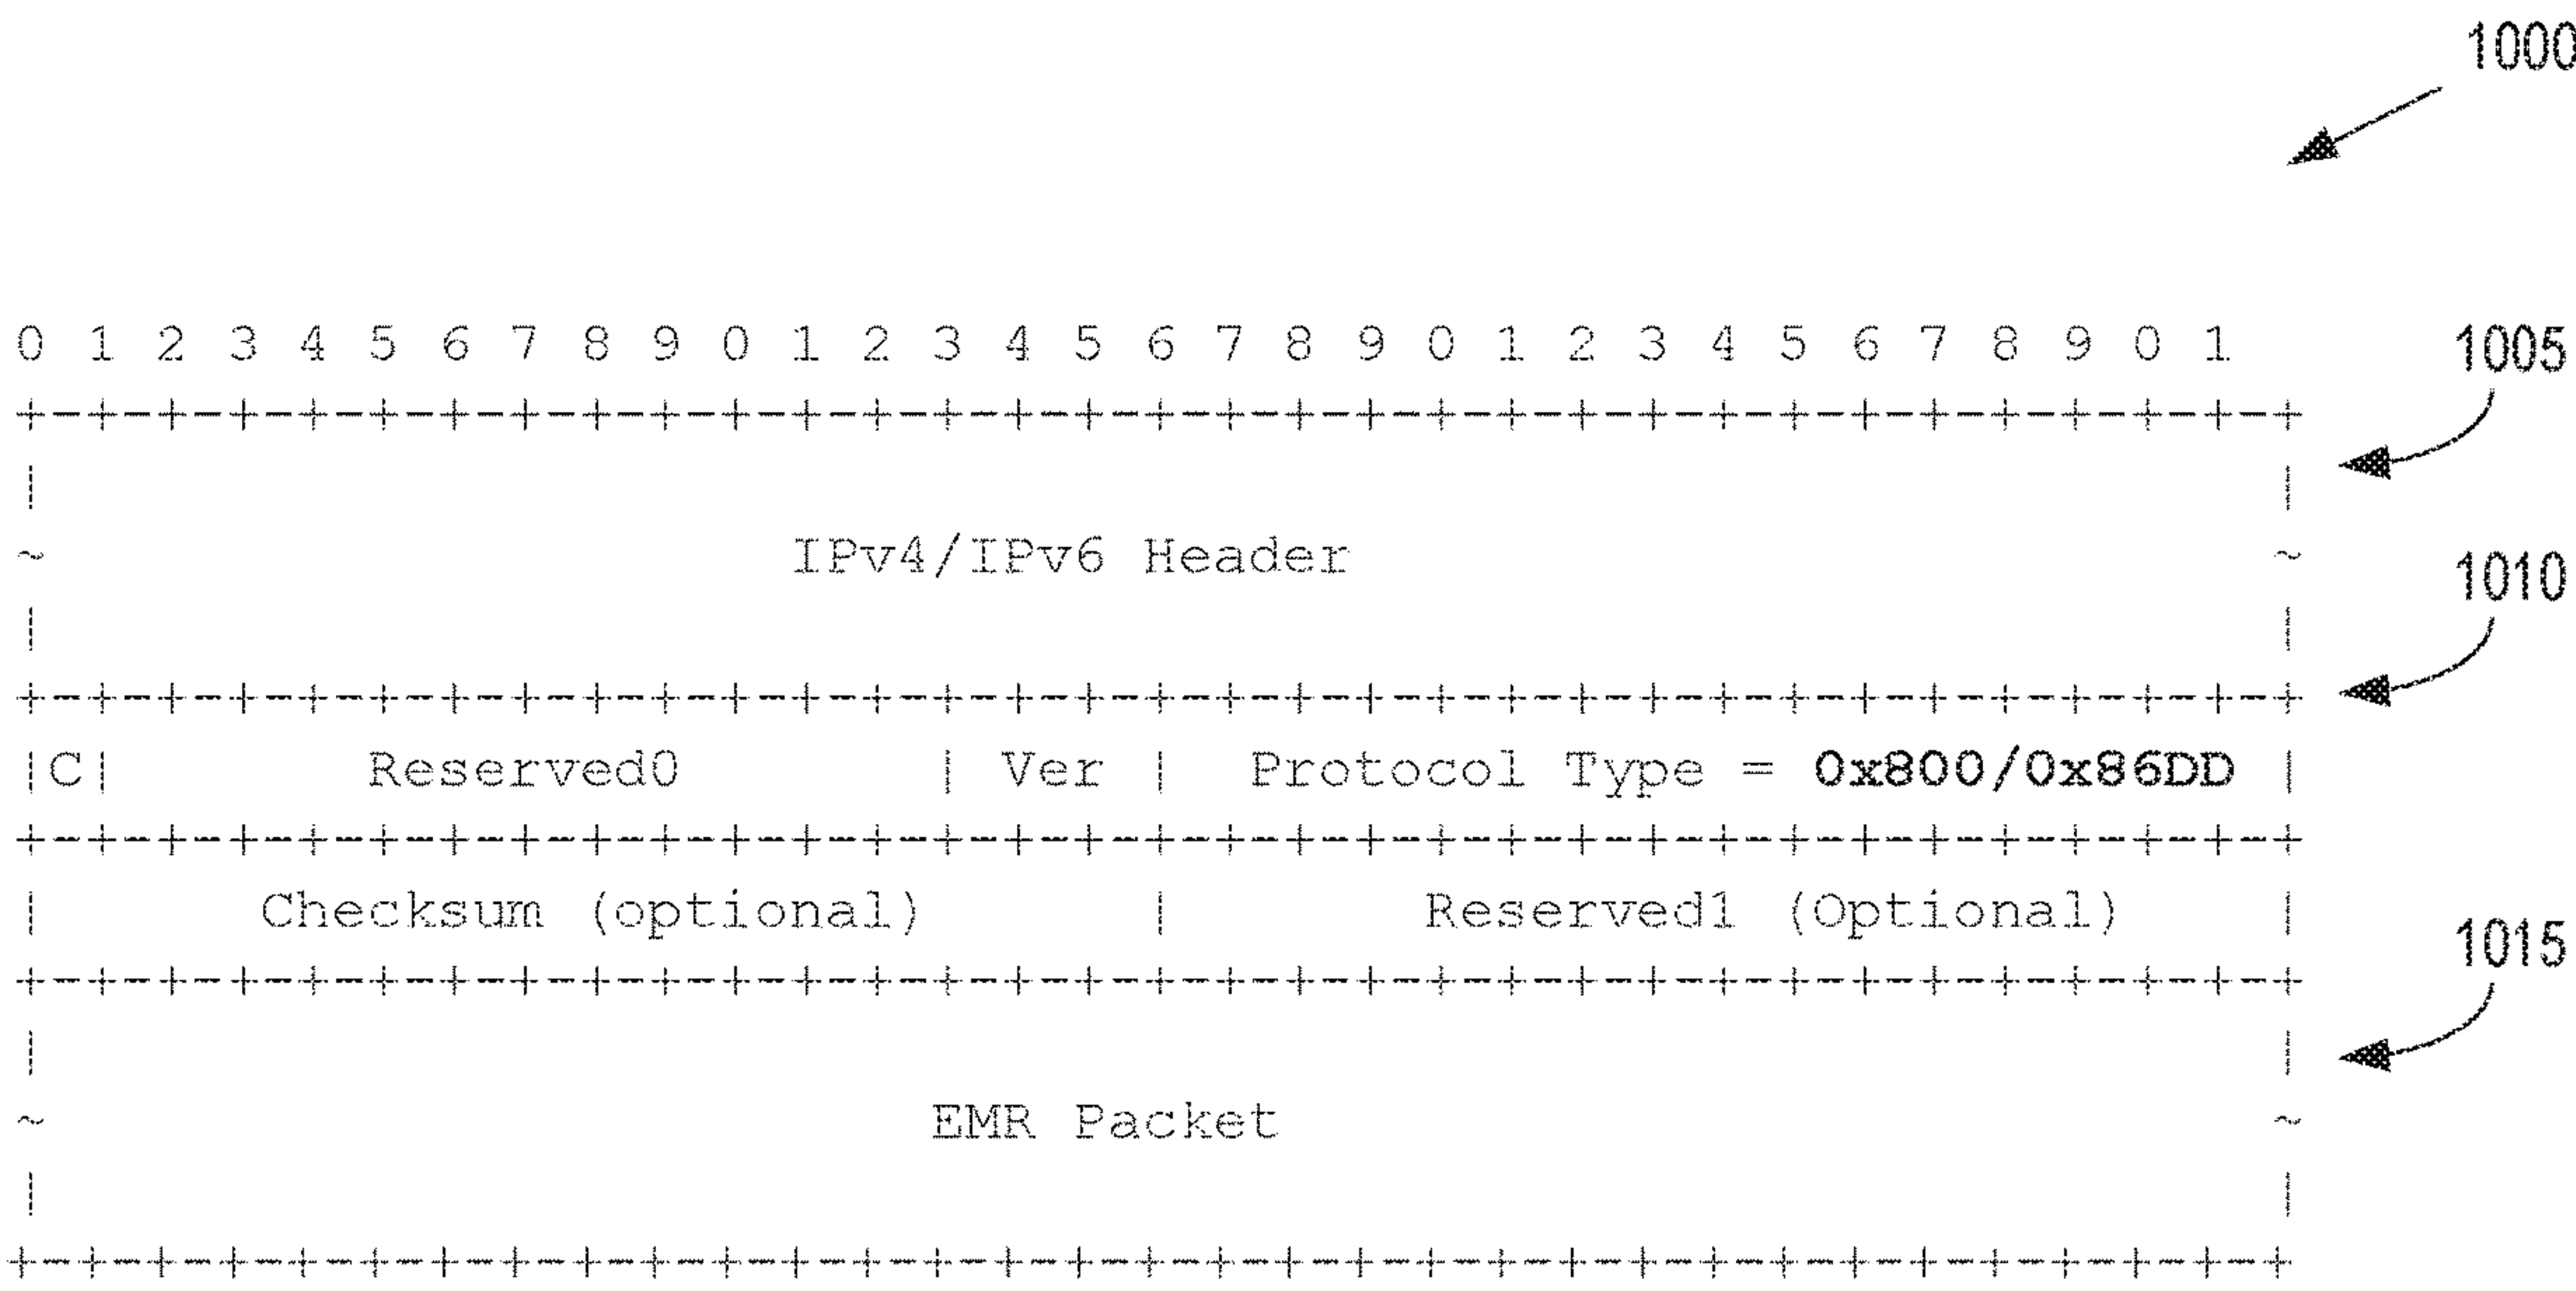 1000
0 1 2 3 4 5 6 7 8 9 0 1 2 3 4 5 6 7 8 9 0 1 2 3 4 5 6 7 8 9 0 1 1005
+-+-+-+-+-+-+-+-+-+-+-+-+-+-+-+-+-+-+-+-+-+-+-+-+-+-+-+-+-+-+-+-+
| |
~ IPv4/IPv6 Header ~ 1010
| |
+-+-+-+-+-+-+-+-+-+-+-+-+-+-+-+-+-+-+-+-+-+-+-+-+-+-+-+-+-+-+-+-+
|C| Reserved0 | Ver | Protocol Type = 0x800/0x86DD |
+-+-+-+-+-+-+-+-+-+-+-+-+-+-+-+-+-+-+-+-+-+-+-+-+-+-+-+-+-+-+-+-+
| Checksum (optional) | Reserved1 (Optional) | 1015
+-+-+-+-+-+-+-+-+-+-+-+-+-+-+-+-+-+-+-+-+-+-+-+-+-+-+-+-+-+-+-+-+
| |
~ EMR Packet ~
| |
+-+-+-+-+-+-+-+-+-+-+-+-+-+-+-+-+-+-+-+-+-+-+-+-+-+-+-+-+-+-+-+-+